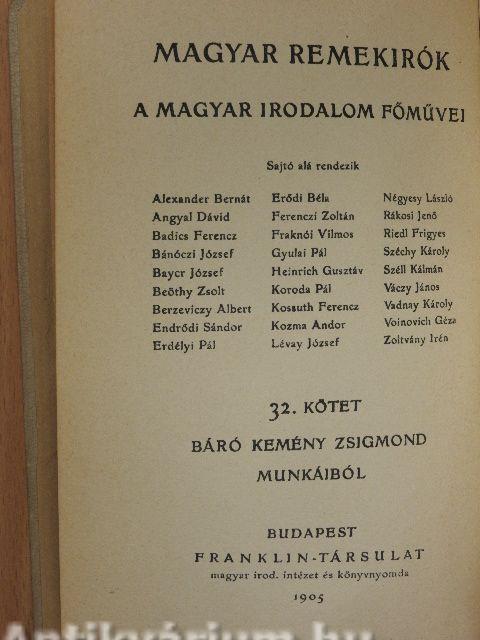 MAGYAR REMEKIRÓK
A MAGYAR IRODALOM FŐMŰVEI
Sajtó alá rendezik
Alexander Bernát
Angyal Dávid
Badics Ferencz
Bánóczi József
Bayer József
Beöthy Zsolt
Berzeviczy Albert
Endrődi Sándor
Erdélyi Pál
Erődi Béla
Ferenczi Zoltán
Fraknói Vilmos
Gyulai Pál
Heinrich Gusztáv
Koroda Pál
Kossuth Ferencz
Kozma Andor
Lévay József
Négyesy László
Rákosi Jenő
Riedl Frigyes
Széchy Károly
Széll Kálmán
Váczy János
Vadnay Károly
Voinovich Géza
Zoltvány Irén
32. KÖTET
BÁRÓ KEMÉNY ZSIGMOND
MUNKÁIBÓL
BUDAPEST
FRANKLIN-TÁRSULAT
magyar irod. intézet és könyvnyomda
1905
Antikvárium.hu